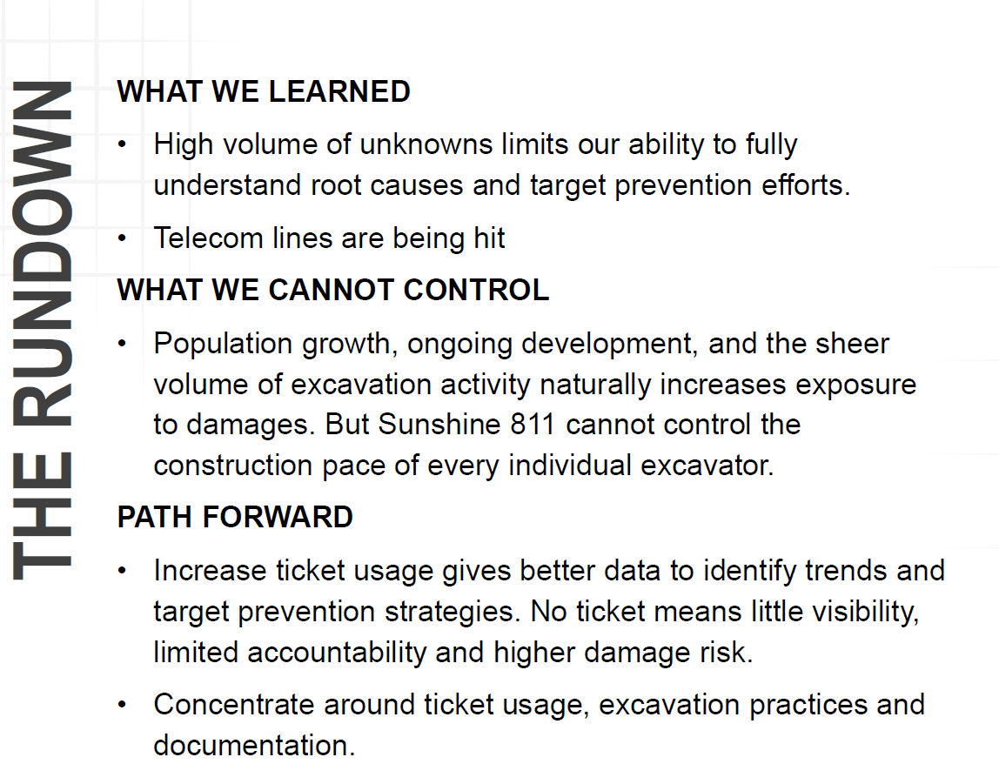 THE RUNDOWN
WHAT WE LEARNED
• High volume of unknowns limits our ability to fully
understand root causes and target prevention efforts.
• Telecom lines are being hit
WHAT WE CANNOT CONTROL
• Population growth, ongoing development, and the sheer
volume of excavation activity naturally increases exposure
to damages. But Sunshine 811 cannot control the
construction pace of every individual excavator.
PATH FORWARD
• Increase ticket usage gives better data to identify trends and
target prevention strategies. No ticket means little visibility,
limited accountability and higher damage risk.
• Concentrate around ticket usage, excavation practices and
documentation.